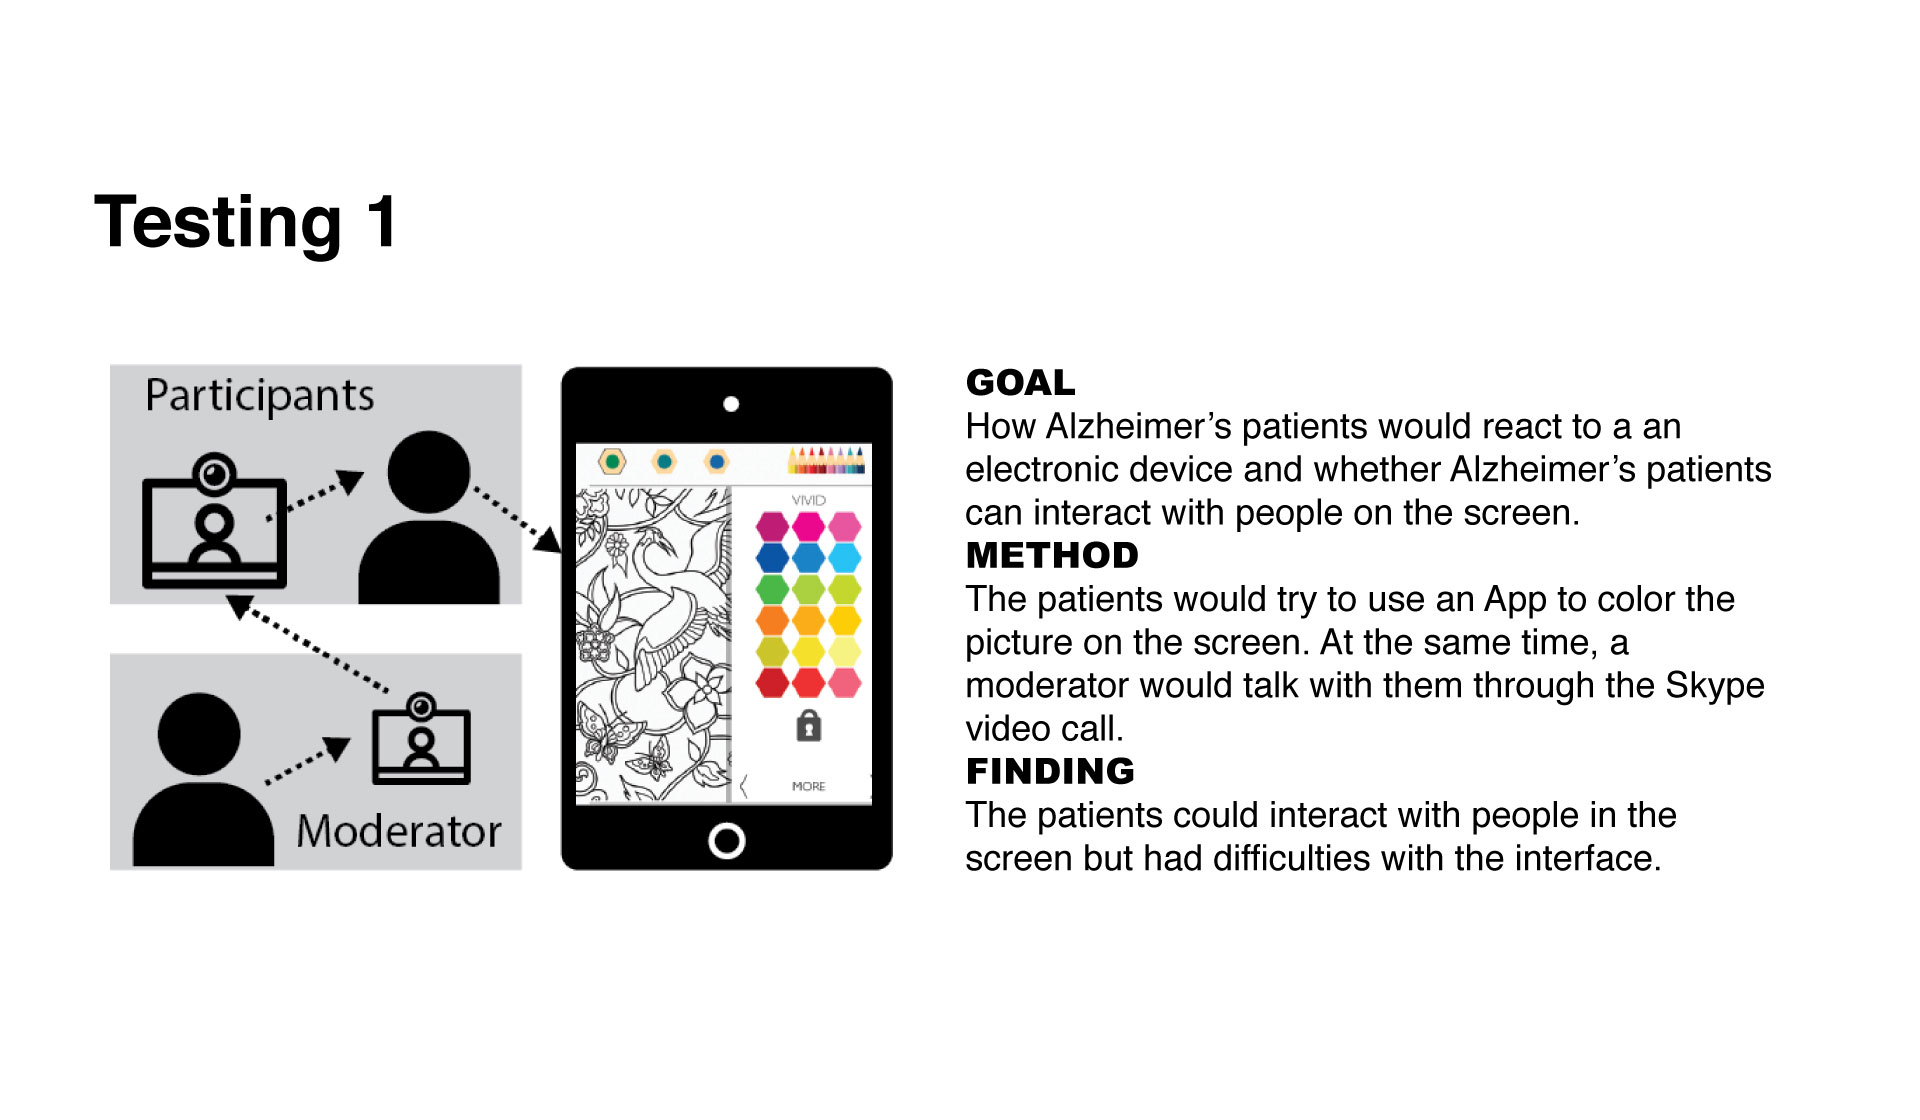 Testing 1
Participants
Moderator
VIVID
MORE
GOAL
How Alzheimer’s patients would react to a an
electronic device and whether Alzheimer’s patients
can interact with people on the screen.
METHOD
The patients would try to use an App to color the
picture on the screen. At the same time, a
moderator would talk with them through the Skype
video call.
FINDING
The patients could interact with people in the
screen but had difficulties with the interface.